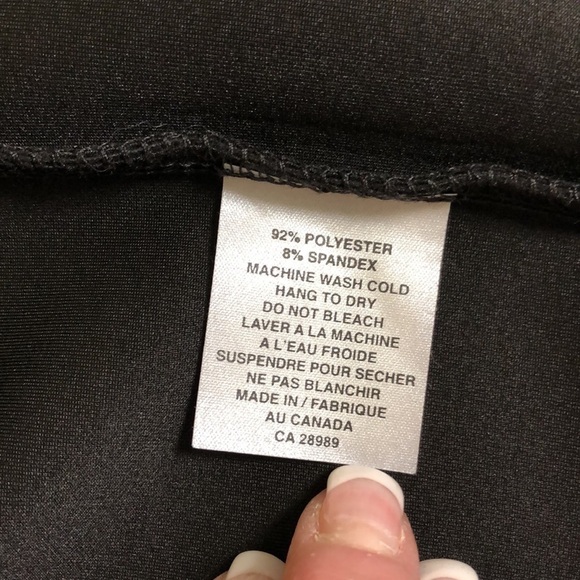 92% POLYESTER
8% SPANDEX
MACHINE WASH COLD
HANG TO DRY
DO NOT BLEACH
LAVER A LA MACHINE
A L'EAU FROIDE
SUSPENDRE POUR SECHER
NE PAS BLANCHIR
MADE IN / FABRIQUE
AU CANADA
CA 28989